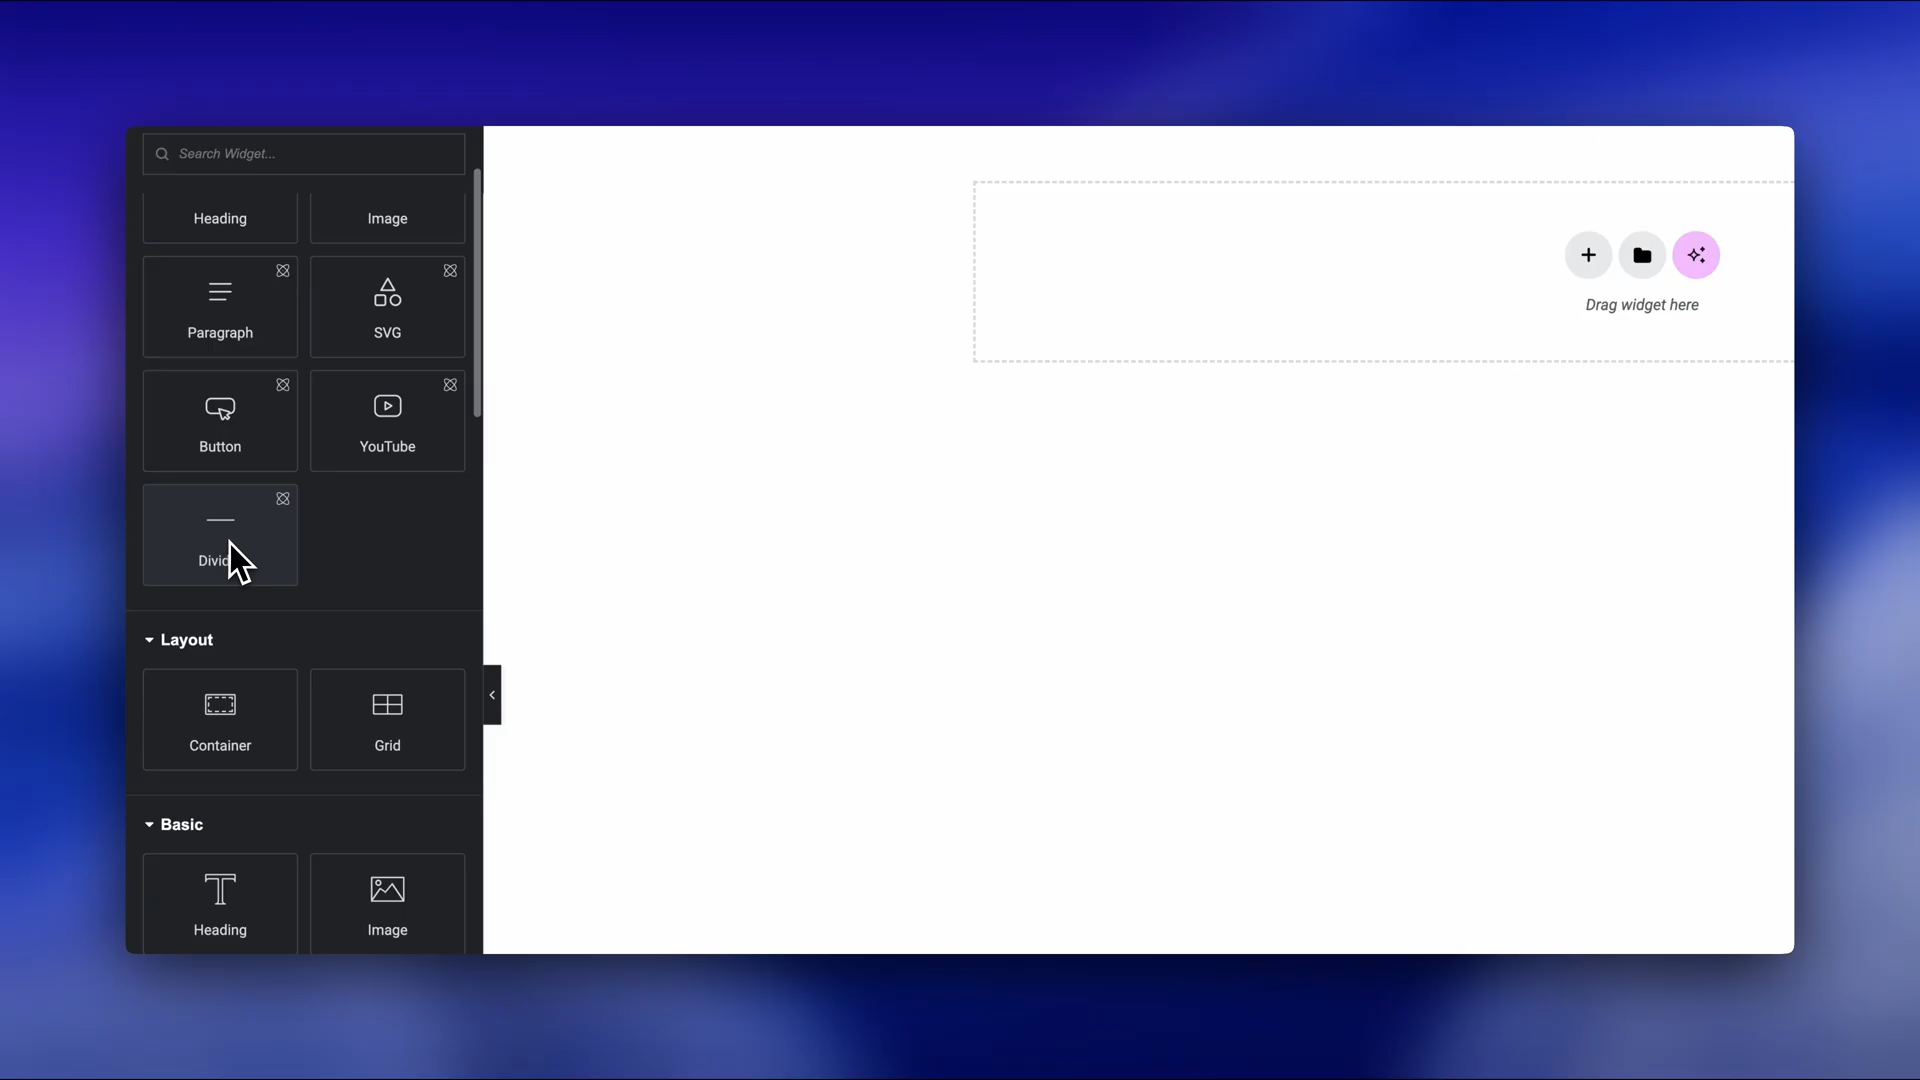 Search Widget...
Heading
Image
Paragraph
SVG
Button
YouTube
Drag widget here
Layout
Container
Grid
Basic
Heading
Image